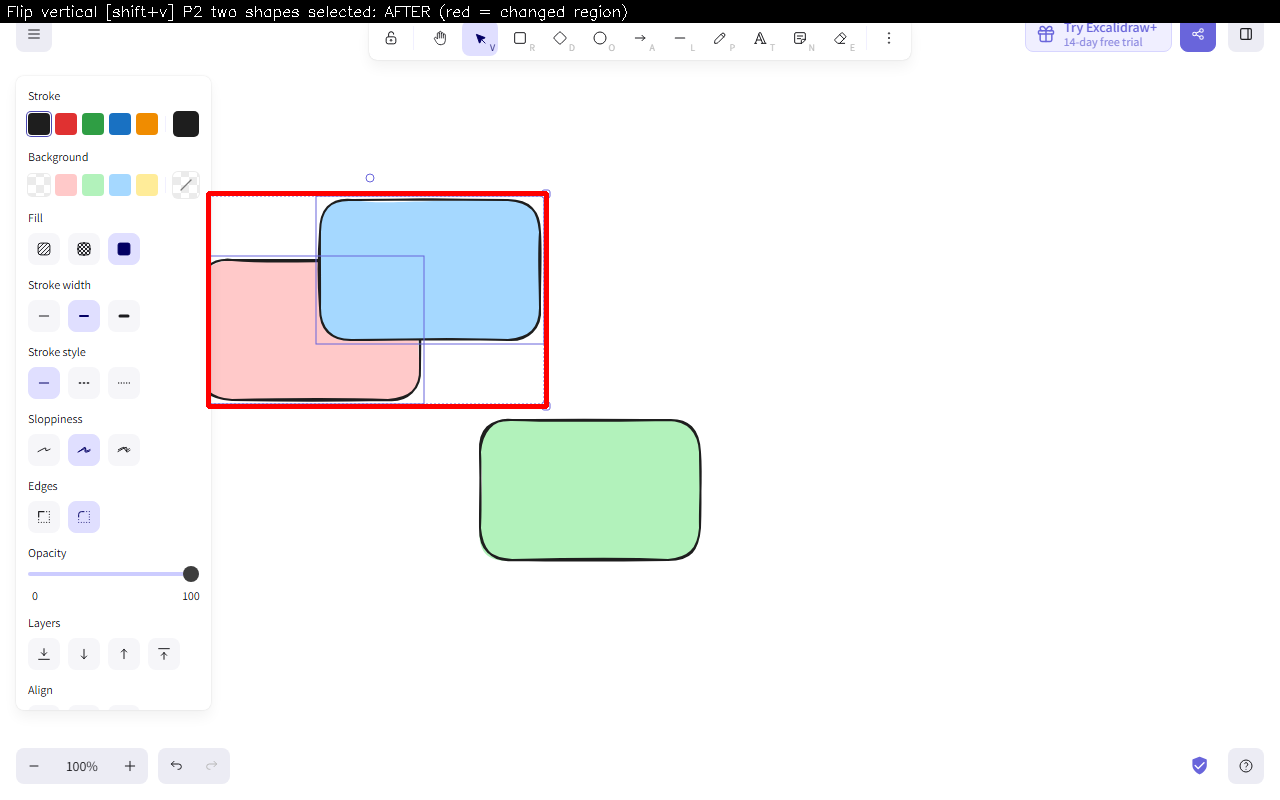 Flip vertical [shift+v] P2 two shapes selected: AFTER (red = changed region)
V
R
D
O
A
L
P
T
N
E
Try Excalidraw+
14-day free trial
Stroke
Background
Fill
Stroke width
Stroke style
Sloppiness
Edges
Opacity
0
100
Layers
Align
100%